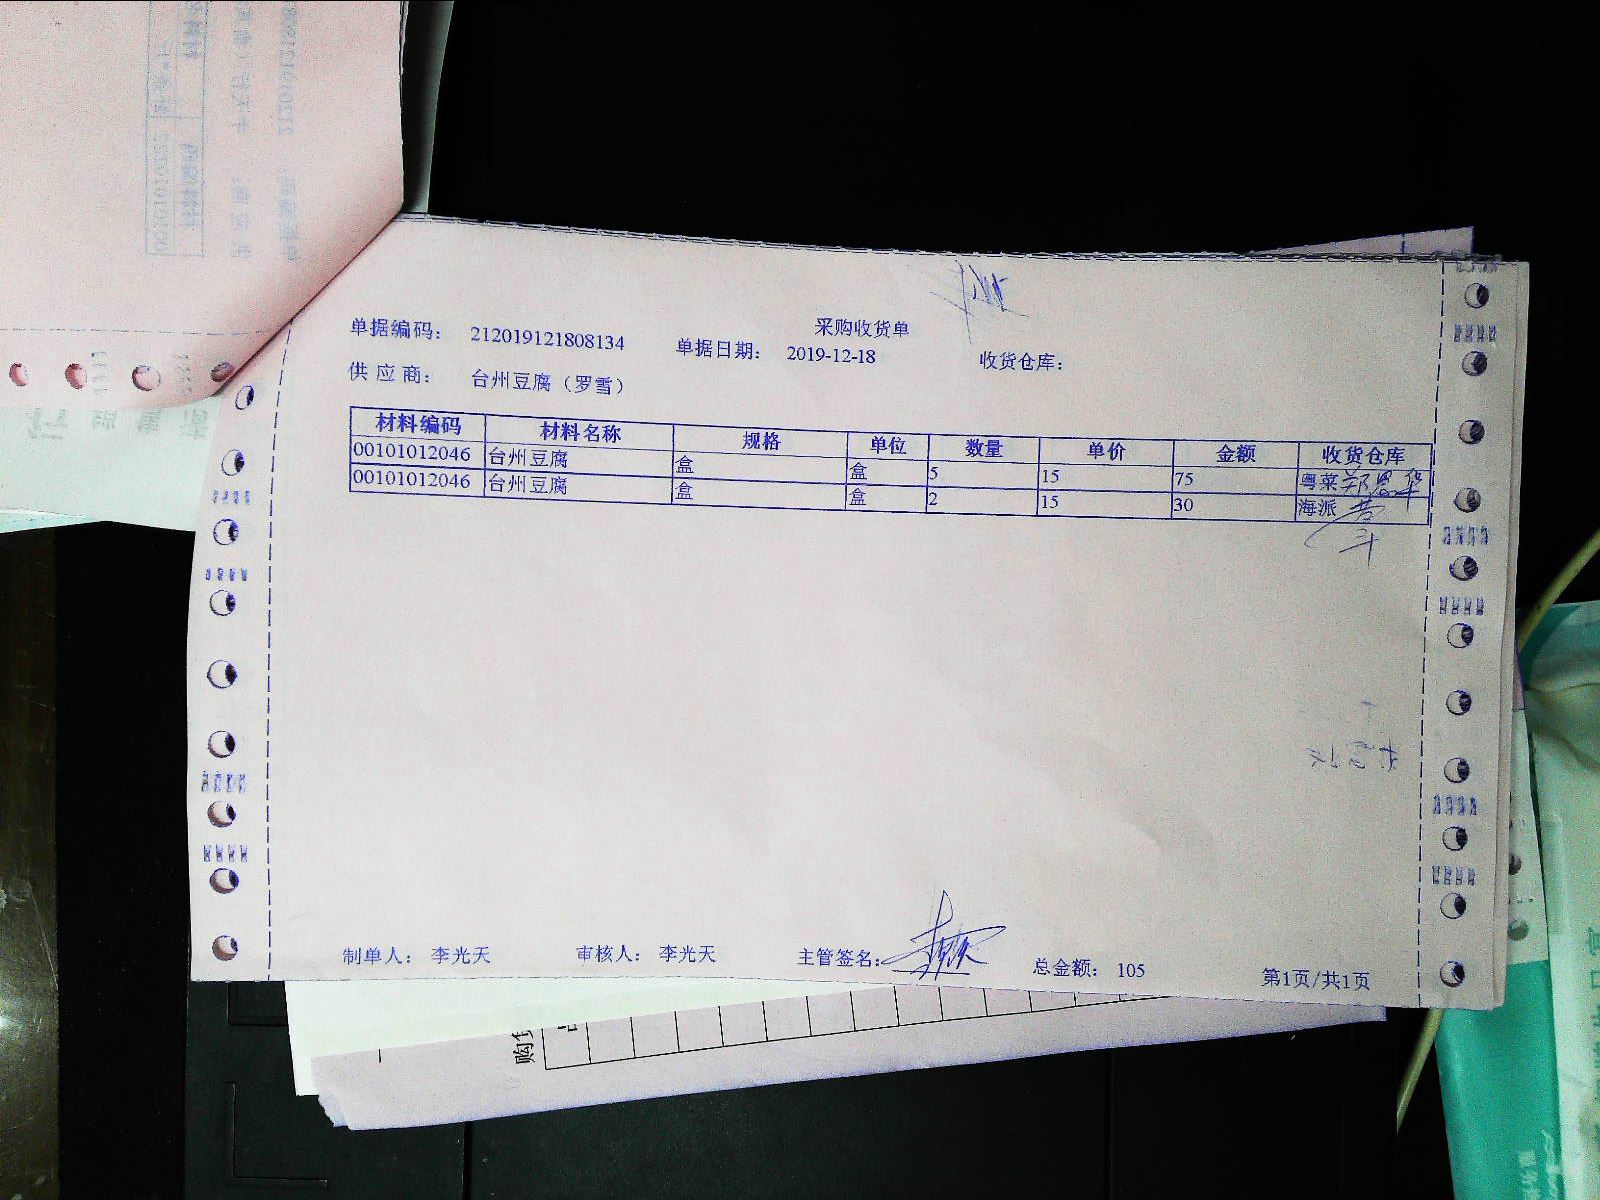 采购收货单
单据编码： 212019121808134 单据日期： 2019-12-18 收货仓库：
供应商： 台州豆腐（罗雪）
材料编码 材料名称 规格 单位 数量 单价 金额 收货仓库
00101012046 台州豆腐 盒 盒 5 15 75 粤菜
00101012046 台州豆腐 盒 盒 2 15 30 海派
制单人： 李光天 审核人： 李光天 主管签名： 总金额： 105 第1页/共1页